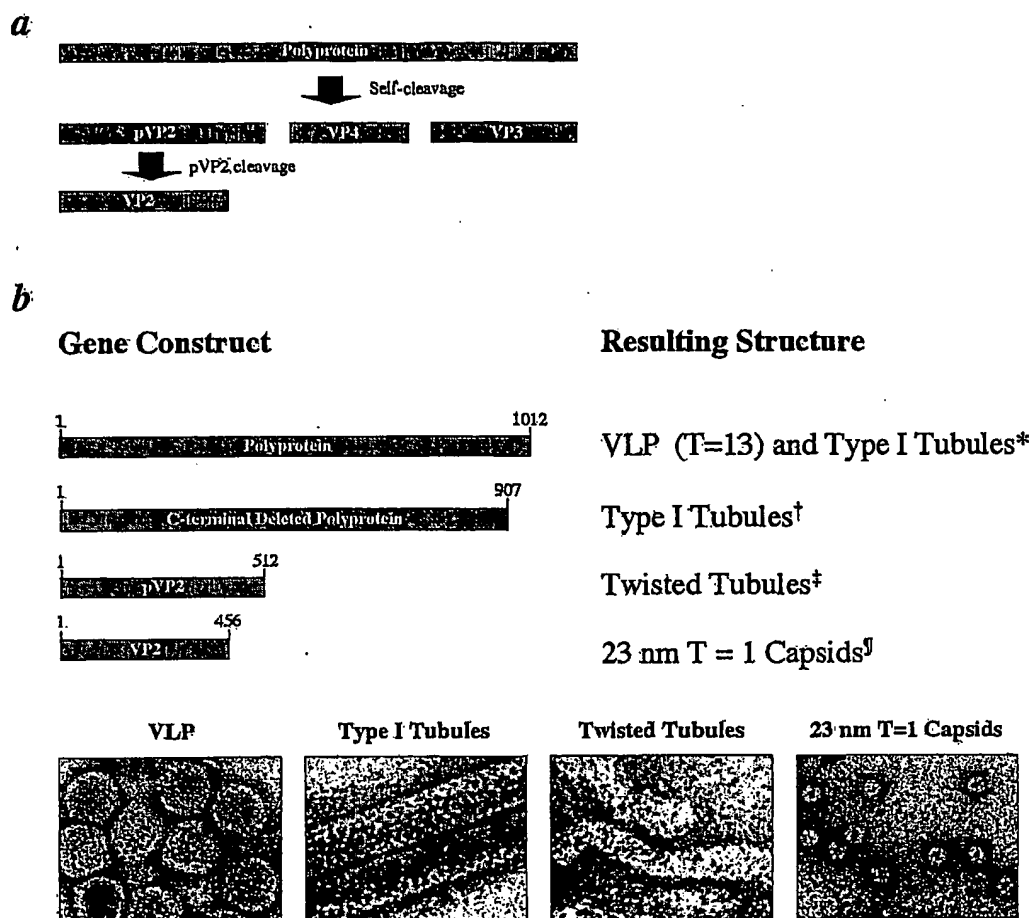 a
Polyprotein
Self-cleavage
pVP2 VP4 VP3
pVP2 cleavage
VP2
b
Gene Construct Resulting Structure
1 1012
Polyprotein VLP (T=13) and Type I Tubules*
1 907
C-terminal Deleted Polyprotein Type I Tubules†
1 512
pVP2 Twisted Tubules‡
1 456
VP2 23 nm T = 1 Capsids¶
VLP Type I Tubules Twisted Tubules 23 nm T=1 Capsids